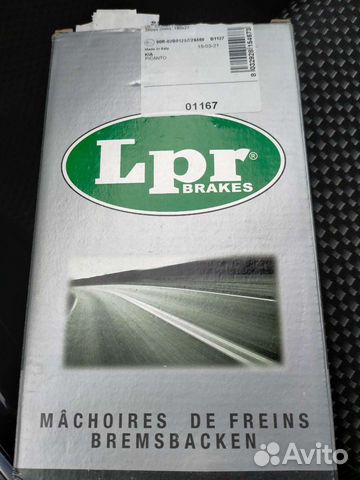 Made in Italy
15-03-21
KIA
PICANTO
01167
Lpr®
BRAKES
MÂCHOIRES DE FREINS
BREMSBACKEN
Avito